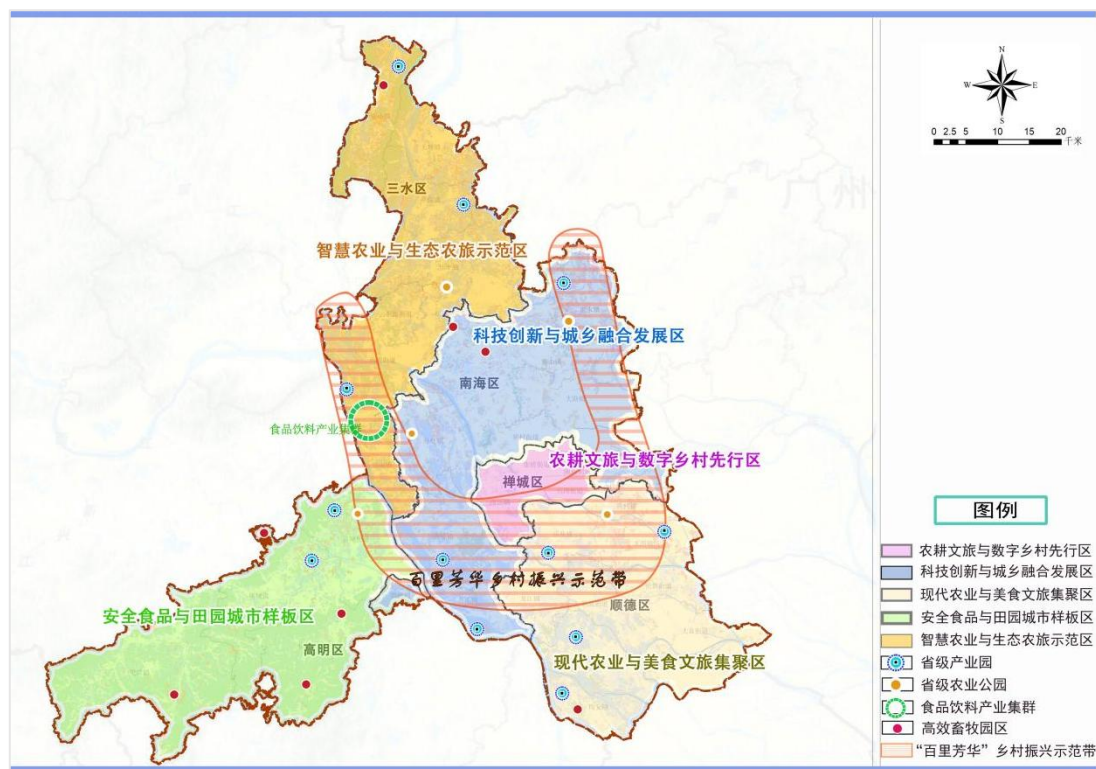 N
W
E
S
0 2.5 5 10 15 20
千米
广州
三水区
智慧农业与生态农旅示范区
科技创新与城乡融合发展区
南海区
食品饮料产业集群
农耕文旅与数字乡村先行区
禅城区
百里芳华乡村振兴示范带
顺德区
安全食品与田园城市样板区
高明区
现代农业与美食文旅集聚区
图例
农耕文旅与数字乡村先行区
科技创新与城乡融合发展区
现代农业与美食文旅集聚区
安全食品与田园城市样板区
智慧农业与生态农旅示范区
省级产业园
省级农业公园
食品饮料产业集群
高效畜牧园区
“百里芳华”乡村振兴示范带